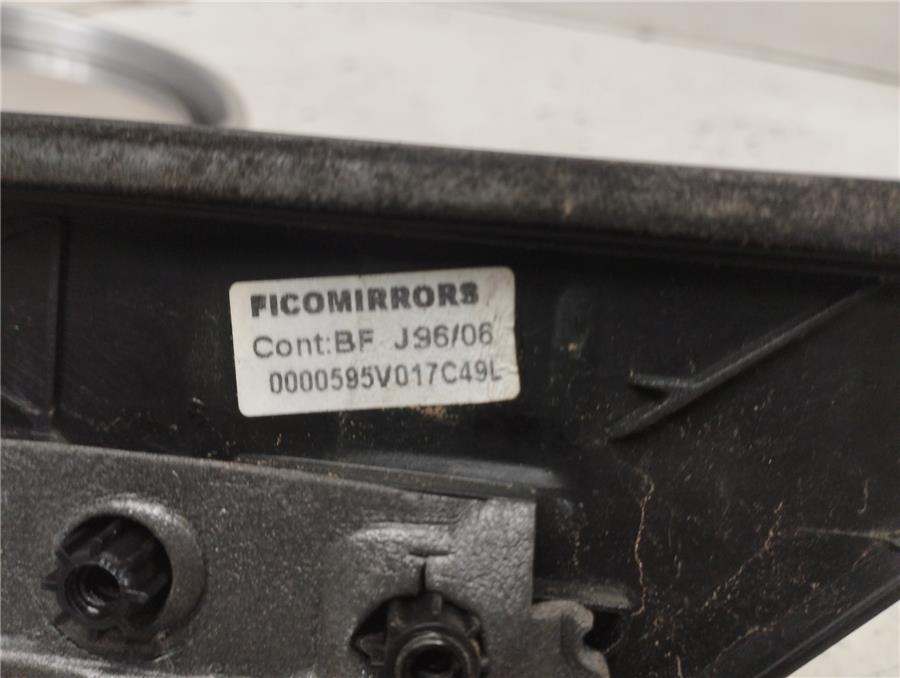 FICOMIRRORS
Cont:BF J96/06
0000595V017C49L